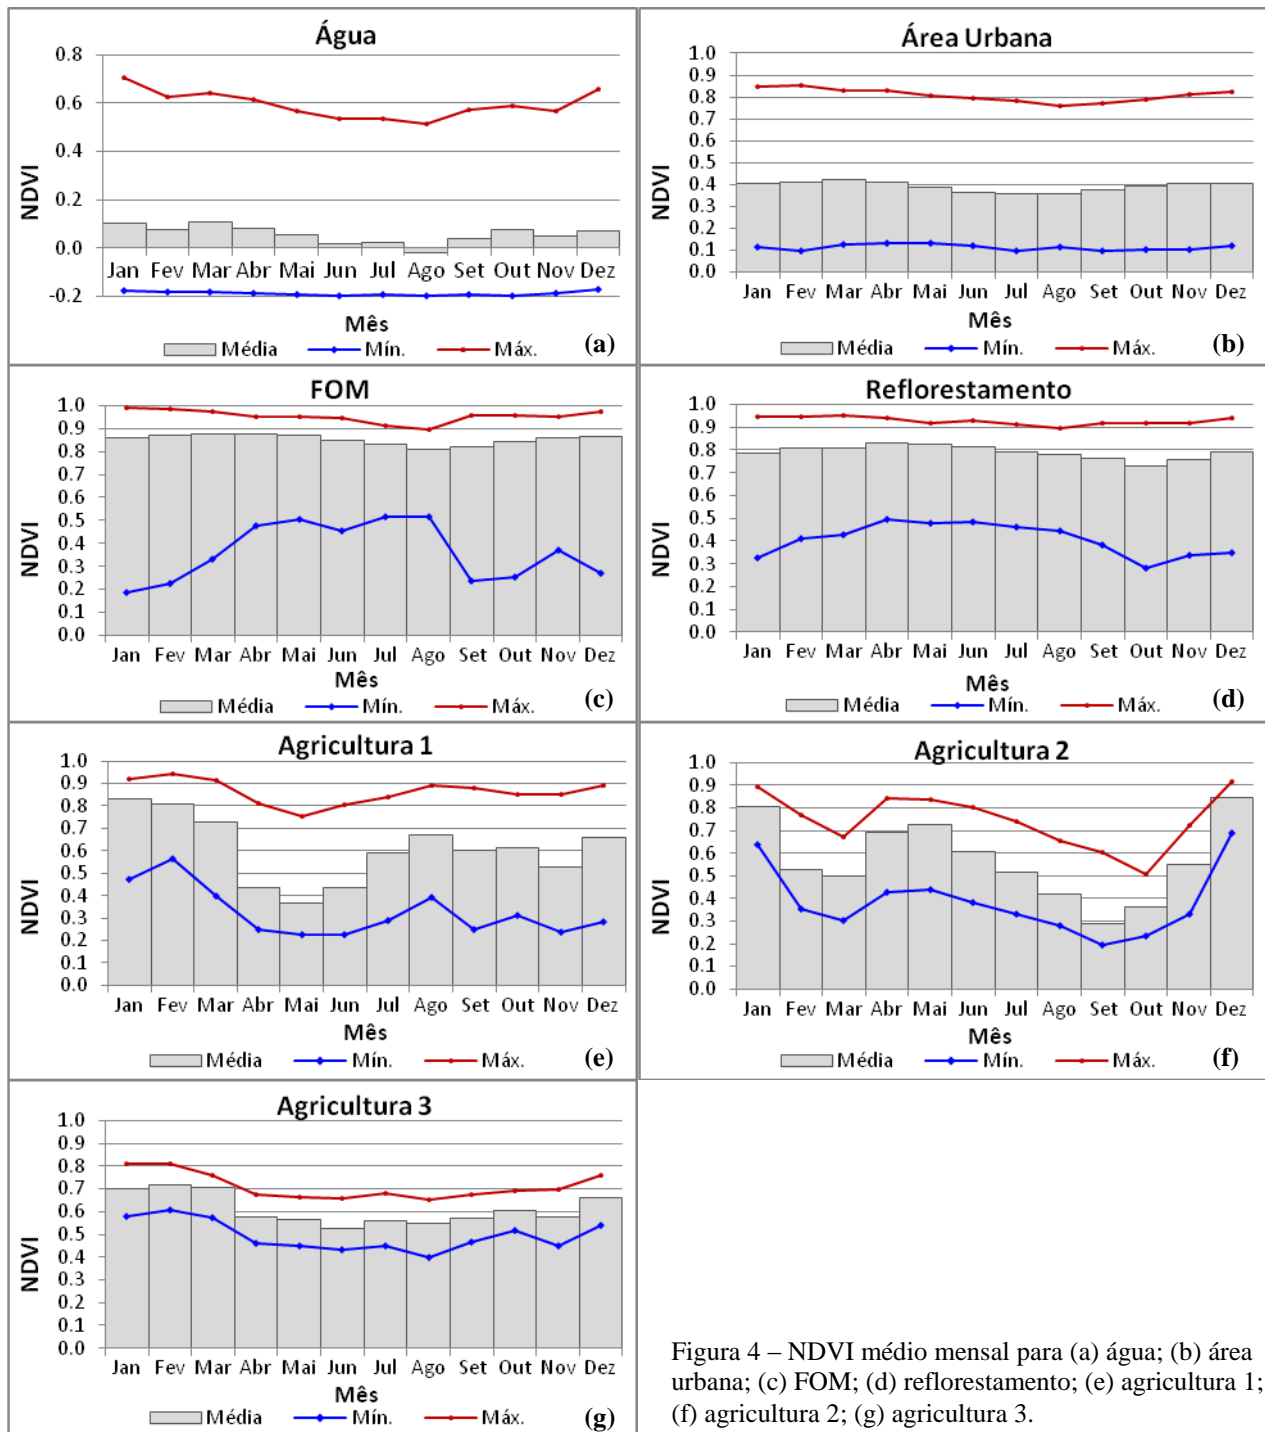 Água
0.8
0.6
0.4
0.2
0.0
-0.2
NDVI
Jan Fev Mar Abr Mai Jun Jul Ago Set Out Nov Dez
Mês
Média Mín. Máx. (a)
Área Urbana
1.0
0.9
0.8
0.7
0.6
0.5
0.4
0.3
0.2
0.1
0.0
NDVI
Jan Fev Mar Abr Mai Jun Jul Ago Set Out Nov Dez
Mês
Média Mín. Máx. (b)
FOM
1.0
0.9
0.8
0.7
0.6
0.5
0.4
0.3
0.2
0.1
0.0
NDVI
Jan Fev Mar Abr Mai Jun Jul Ago Set Out Nov Dez
Mês
Média Mín. Máx. (c)
Reflorestamento
1.0
0.9
0.8
0.7
0.6
0.5
0.4
0.3
0.2
0.1
0.0
NDVI
Jan Fev Mar Abr Mai Jun Jul Ago Set Out Nov Dez
Mês
Média Mín. Máx. (d)
Agricultura 1
1.0
0.9
0.8
0.7
0.6
0.5
0.4
0.3
0.2
0.1
0.0
NDVI
Jan Fev Mar Abr Mai Jun Jul Ago Set Out Nov Dez
Mês
Média Mín. Máx. (e)
Agricultura 2
1.0
0.9
0.8
0.7
0.6
0.5
0.4
0.3
0.2
0.1
0.0
NDVI
Jan Fev Mar Abr Mai Jun Jul Ago Set Out Nov Dez
Mês
Média Mín. Máx. (f)
Agricultura 3
1.0
0.9
0.8
0.7
0.6
0.5
0.4
0.3
0.2
0.1
0.0
NDVI
Jan Fev Mar Abr Mai Jun Jul Ago Set Out Nov Dez
Mês
Média Mín. Máx. (g)
Figura 4 – NDVI médio mensal para (a) água; (b) área
urbana; (c) FOM; (d) reflorestamento; (e) agricultura 1;
(f) agricultura 2; (g) agricultura 3.